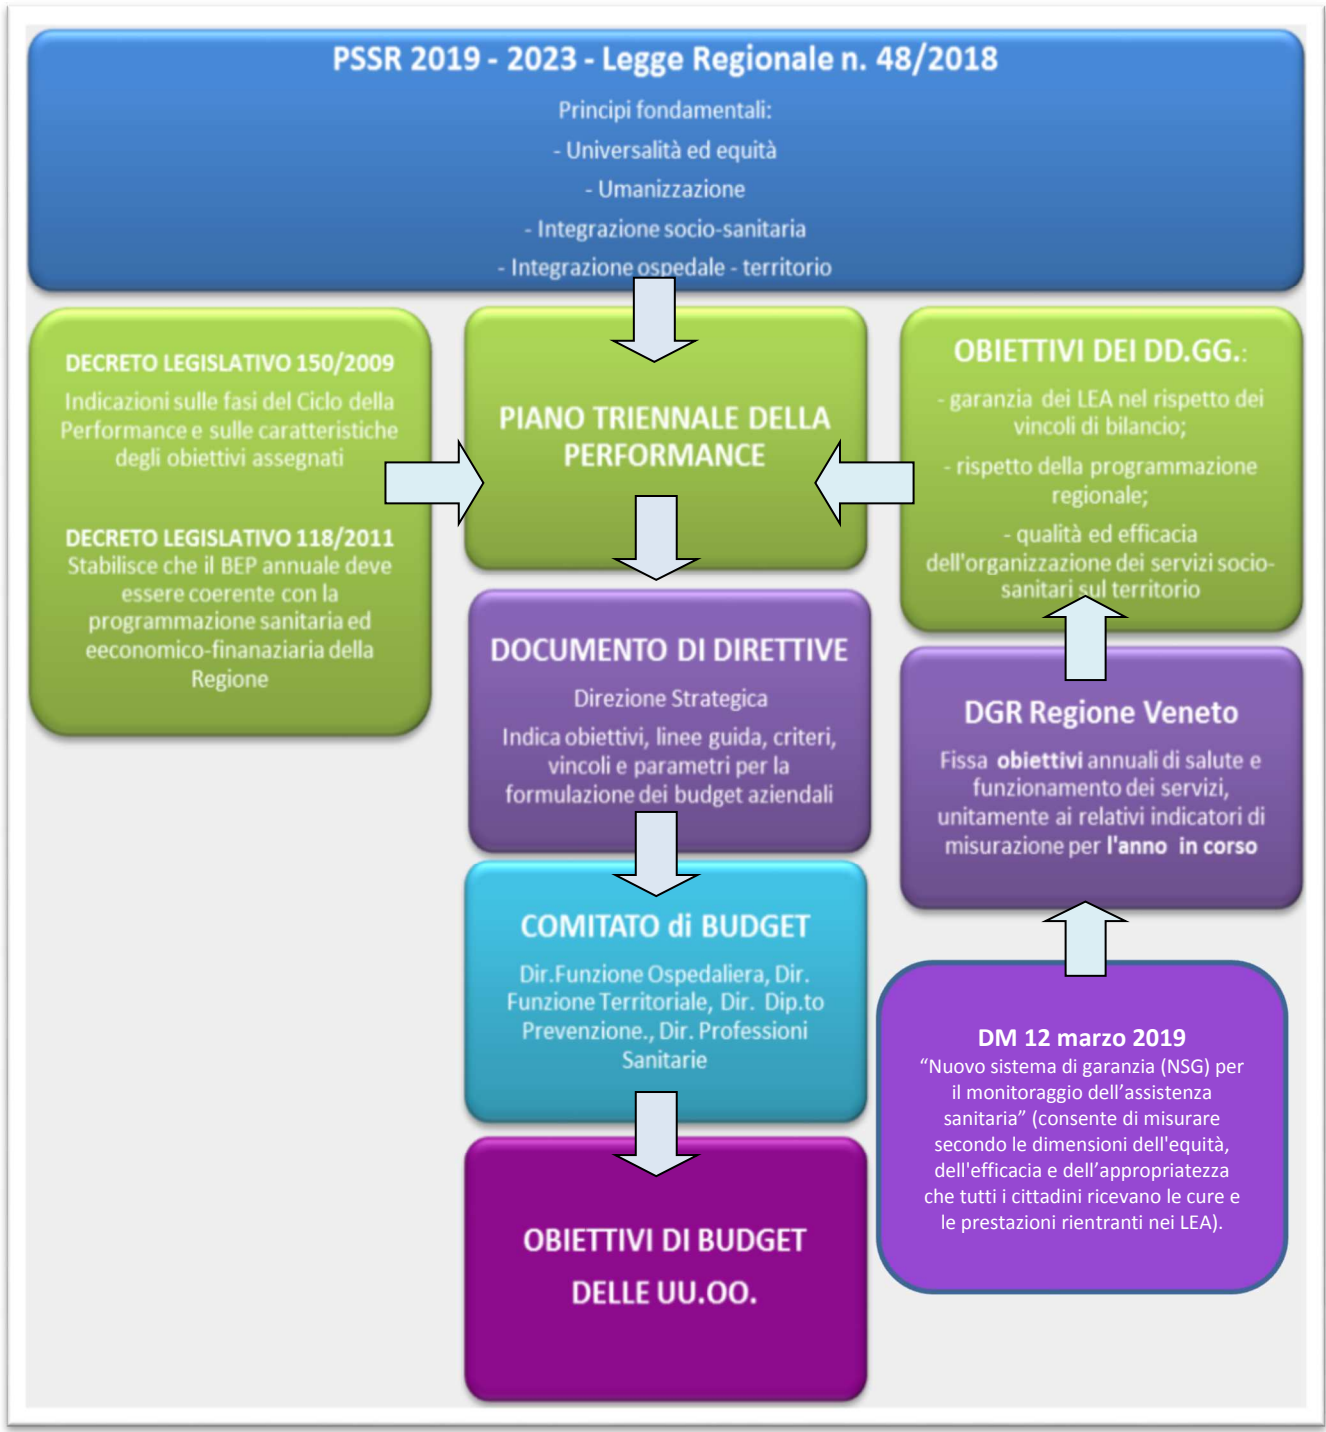 PSSR 2019 - 2023 - Legge Regionale n. 48/2018
Principi fondamentali:
- Universalità ed equità
- Umanizzazione
- Integrazione socio-sanitaria
- Integrazione ospedale - territorio
DECRETO LEGISLATIVO 150/2009
Indicazioni sulle fasi del Ciclo della
Performance e sulle caratteristiche
degli obiettivi assegnati
DECRETO LEGISLATIVO 118/2011
Stabilisce che il BEP annuale deve
essere coerente con la
programmazione sanitaria ed
eeconomico-finanaziaria della
Regione
PIANO TRIENNALE DELLA
PERFORMANCE
OBIETTIVI DEI DD.GG.:
- garanzia dei LEA nel rispetto dei
vincoli di bilancio;
- rispetto della programmazione
regionale;
- qualità ed efficacia
dell'organizzazione dei servizi socio-
sanitari sul territorio
DOCUMENTO DI DIRETTIVE
Direzione Strategica
Indica obiettivi, linee guida, criteri,
vincoli e parametri per la
formulazione dei budget aziendali
DGR Regione Veneto
Fissa obiettivi annuali di salute e
funzionamento dei servizi,
unitamente ai relativi indicatori di
misurazione per l'anno in corso
COMITATO di BUDGET
Dir.Funzione Ospedaliera, Dir.
Funzione Territoriale, Dir. Dip.to
Prevenzione., Dir. Professioni
Sanitarie
DM 12 marzo 2019
“Nuovo sistema di garanzia (NSG) per
il monitoraggio dell’assistenza
sanitaria” (consente di misurare
secondo le dimensioni dell'equità,
dell'efficacia e dell’appropriatezza
che tutti i cittadini ricevano le cure e
le prestazioni rientranti nei LEA).
OBIETTIVI DI BUDGET
DELLE UU.OO.